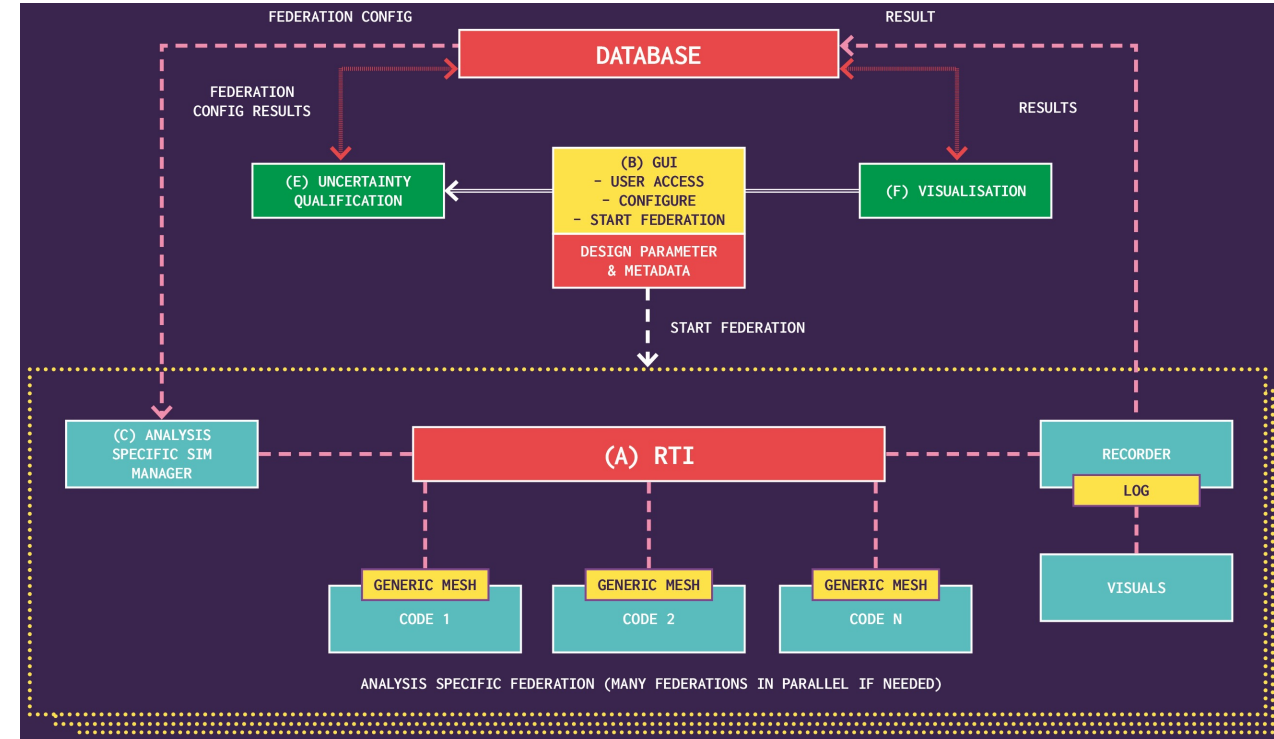 FEDERATION CONFIG
RESULT
DATABASE
FEDERATION
CONFIG RESULTS
RESULTS
(E) UNCERTAINTY
QUALIFICATION
(B) GUI
- USER ACCESS
- CONFIGURE
- START FEDERATION
(F) VISUALISATION
DESIGN PARAMETER
& METADATA
START FEDERATION
(C) ANALYSIS
SPECIFIC SIM
MANAGER
(A) RTI
RECORDER
LOG
GENERIC MESH
CODE 1
GENERIC MESH
CODE 2
GENERIC MESH
CODE N
VISUALS
ANALYSIS SPECIFIC FEDERATION (MANY FEDERATIONS IN PARALLEL IF NEEDED)